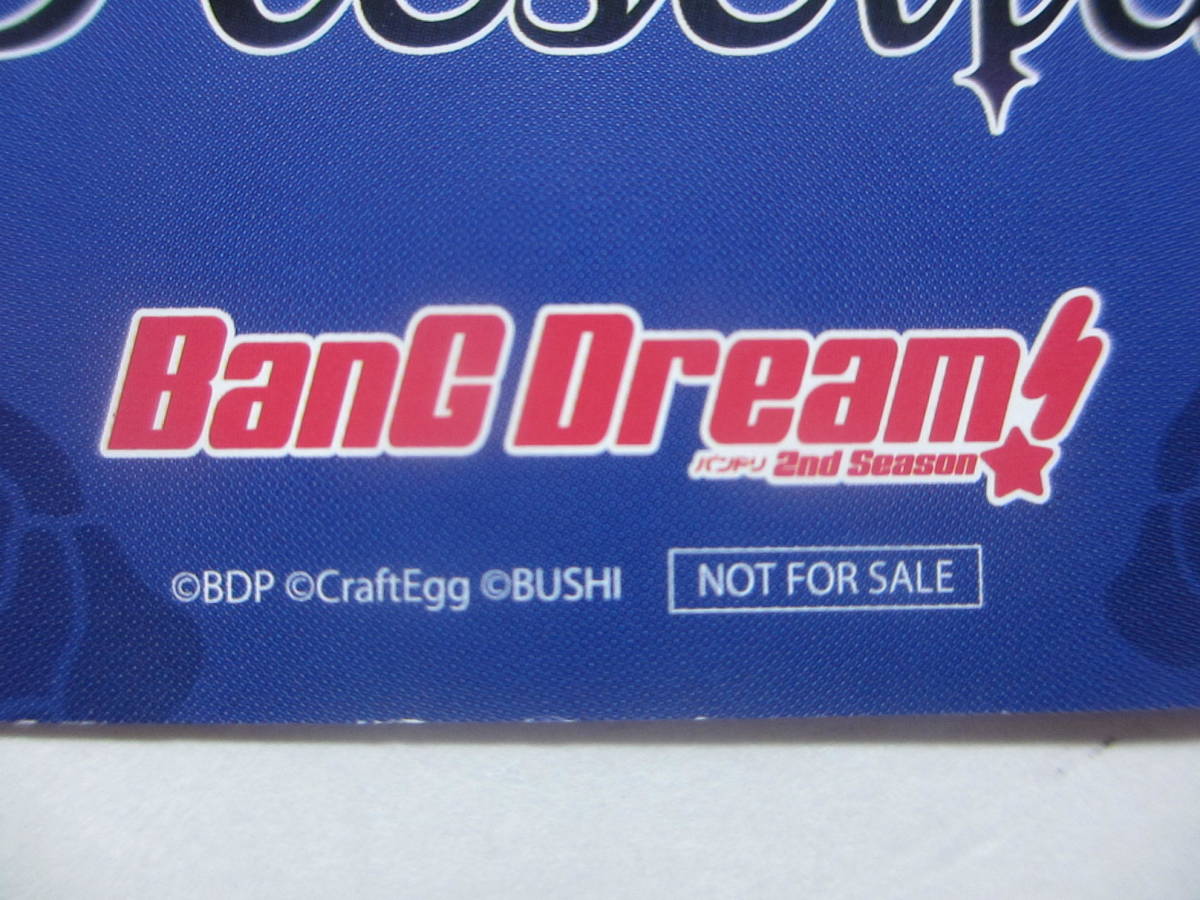 BanG Dream!
バンドリ 2nd Season
©BDP ©CraftEgg ©BUSHI NOT FOR SALE